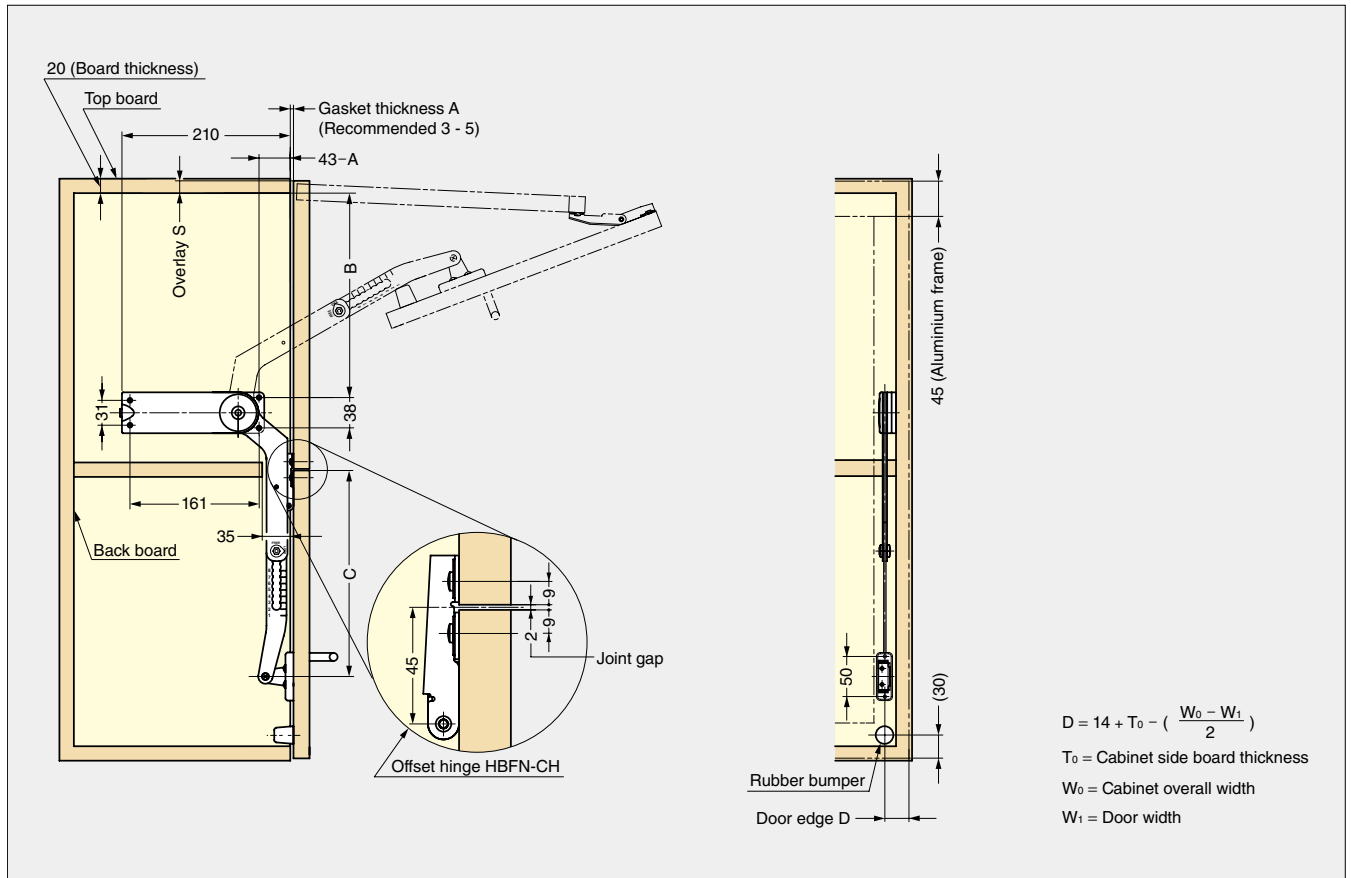 20 (Board thickness)
Top board
210
Gasket thickness A
(Recommended 3 - 5)
43−A
Overlay S
B
31
38
161
35
Back board
C
45
9
9
2
Joint gap
Offset hinge HBFN-CH
45 (Aluminium frame)
50
(30)
Rubber bumper
Door edge D
D = 14 + T₀ − ( W₀ − W₁ / 2 )
T₀ = Cabinet side board thickness
W₀ = Cabinet overall width
W₁ = Door width